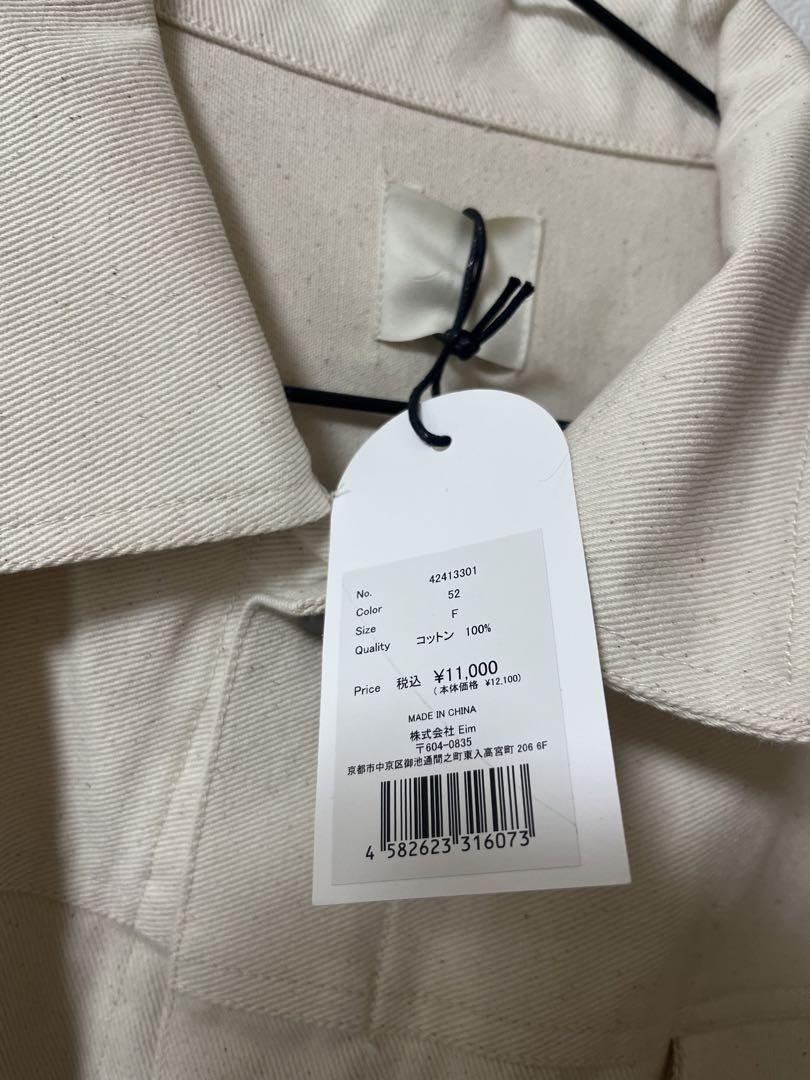 No. 42413301
Color 52
Size F
Quality コットン 100%
Price 税込 ¥11,000
(本体価格 ¥12,100)
MADE IN CHINA
株式会社 Eim
〒604-0835
京都市中京区御池通間之町東入高宮町 206 6F
4 582623 316073